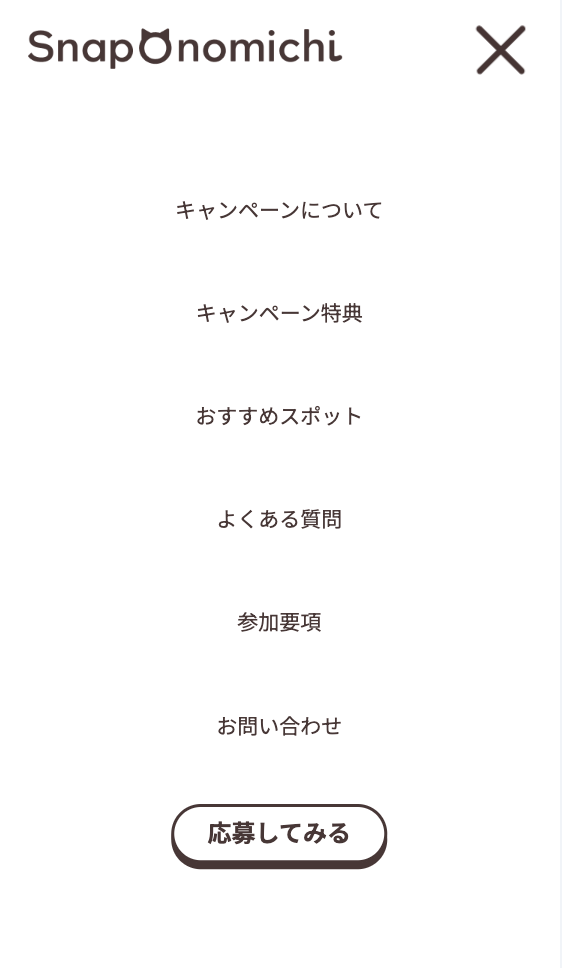 SnapOnomichi
キャンペーンについて
キャンペーン特典
おすすめスポット
よくある質問
参加要項
お問い合わせ
応募してみる